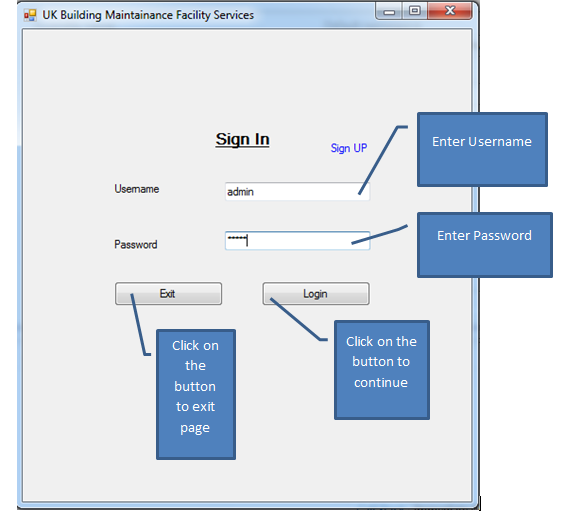 UK Building Maintainance Facility Services
Sign In
Sign UP
Enter Username
Username
admin
Enter Password
Password
*****
Exit
Login
Click on
the
button
to exit
page
Click on the
button to
continue